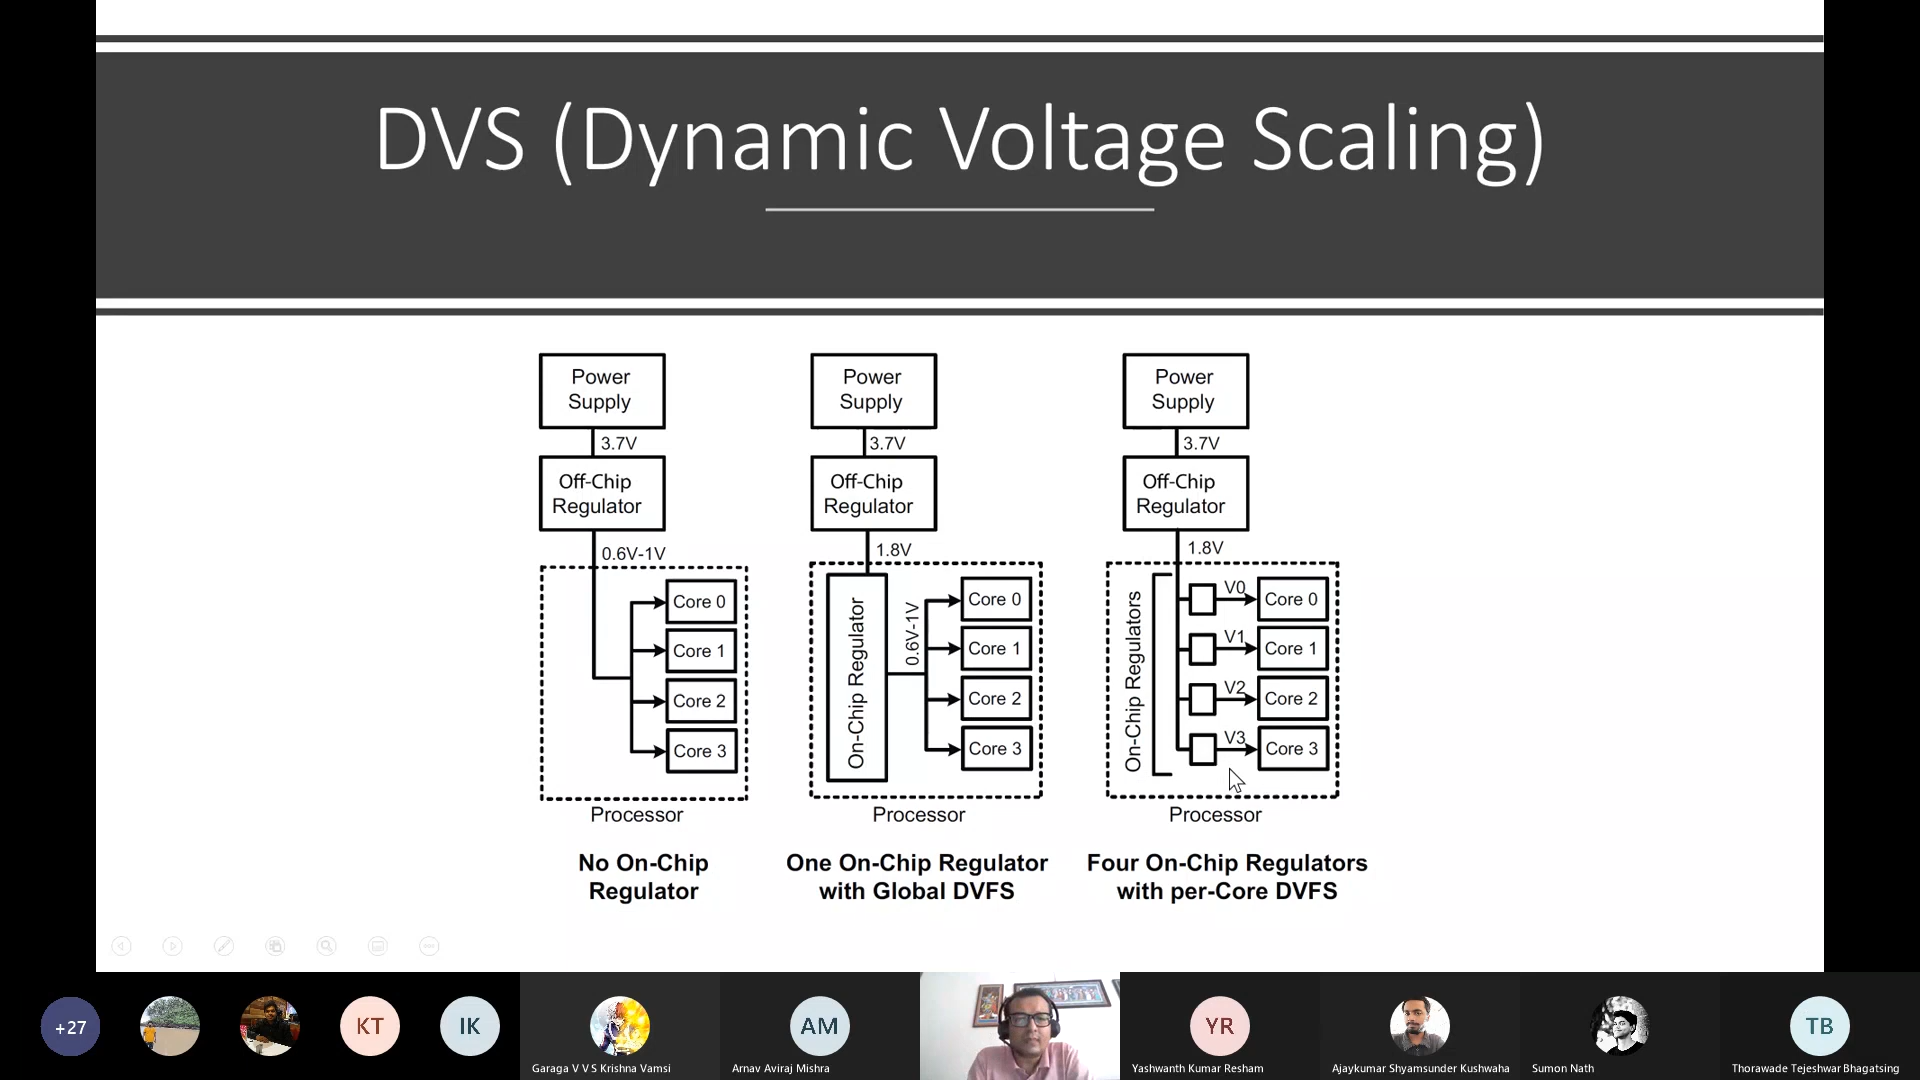 DVS (Dynamic Voltage Scaling)
Power
Supply
3.7V
Off-Chip
Regulator
0.6V-1V
Core 0
Core 1
Core 2
Core 3
Processor
No On-Chip
Regulator
Power
Supply
3.7V
Off-Chip
Regulator
1.8V
On-Chip Regulator
0.6V-1V
Core 0
Core 1
Core 2
Core 3
Processor
One On-Chip Regulator
with Global DVFS
Power
Supply
3.7V
Off-Chip
Regulator
1.8V
On-Chip Regulators
V0
Core 0
V1
Core 1
V2
Core 2
V3
Core 3
Processor
Four On-Chip Regulators
with per-Core DVFS
+27
KT
IK
Garaga V V S Krishna Vamsi
AM
Arnav Aviraj Mishra
YR
Yashwanth Kumar Resham
Ajaykumar Shyamsunder Kushwaha
Sumon Nath
TB
Thorawade Tejeshwar Bhagatsing